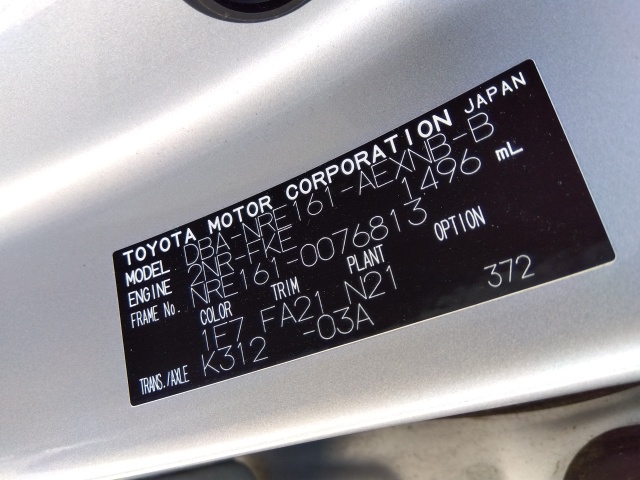 TOYOTA MOTOR CORPORATION JAPAN
MODEL DBA-NRE161-AEXNB-B
ENGINE 2NR-FKE 1496 mL
FRAME No. NRE161-0076813
COLOR TRIM PLANT OPTION
1E7 FA21 N21 372
TRANS./AXLE K312 -03A